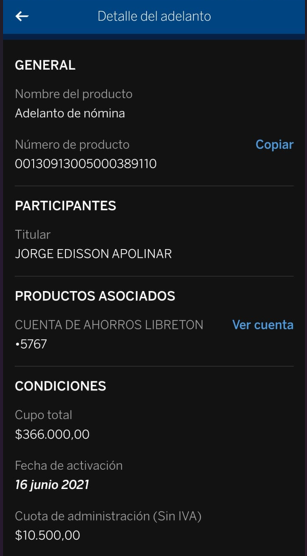 Detalle del adelanto
GENERAL
Nombre del producto
Adelanto de nómina
Número de producto Copiar
00130913005000389110
PARTICIPANTES
Titular
JORGE EDISSON APOLINAR
PRODUCTOS ASOCIADOS
CUENTA DE AHORROS LIBRETON Ver cuenta
•5767
CONDICIONES
Cupo total
$366.000,00
Fecha de activación
16 junio 2021
Cuota de administración (Sin IVA)
$10.500,00